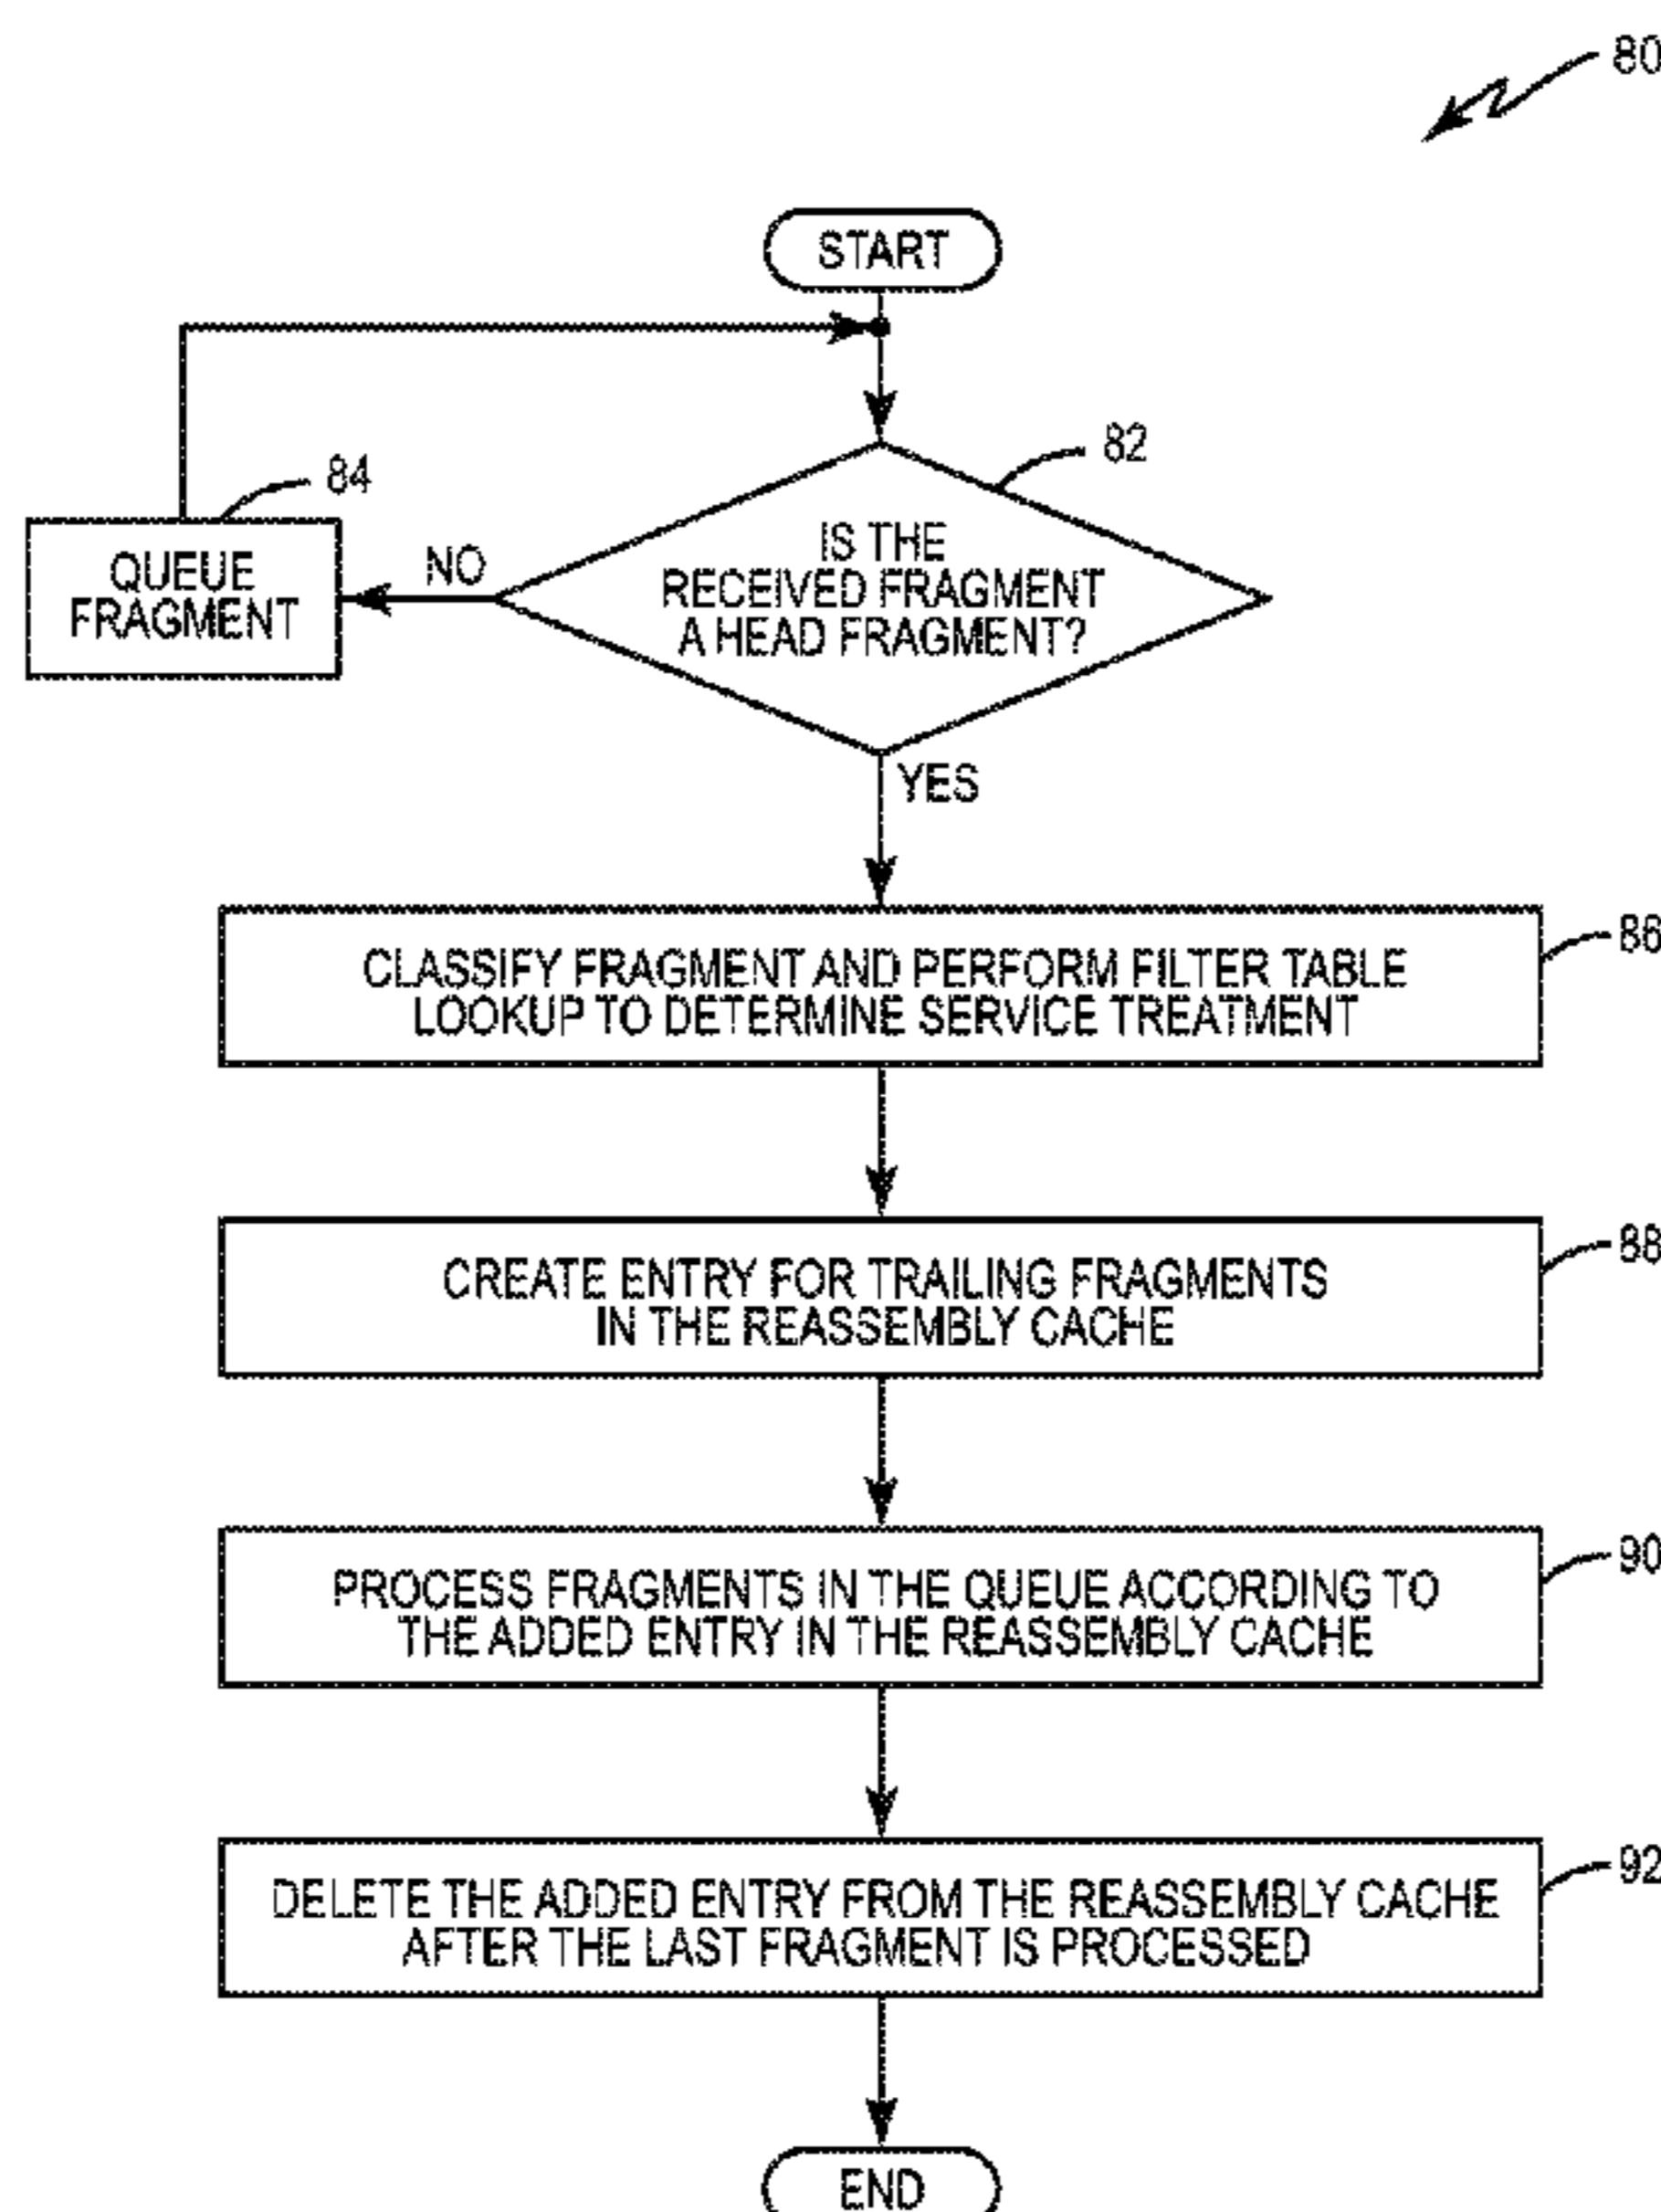 80
START
82
84
IS THE
RECEIVED FRAGMENT
A HEAD FRAGMENT?
NO
QUEUE
FRAGMENT
YES
86
CLASSIFY FRAGMENT AND PERFORM FILTER TABLE
LOOKUP TO DETERMINE SERVICE TREATMENT
88
CREATE ENTRY FOR TRAILING FRAGMENTS
IN THE REASSEMBLY CACHE
90
PROCESS FRAGMENTS IN THE QUEUE ACCORDING TO
THE ADDED ENTRY IN THE REASSEMBLY CACHE
92
DELETE THE ADDED ENTRY FROM THE REASSEMBLY CACHE
AFTER THE LAST FRAGMENT IS PROCESSED
END